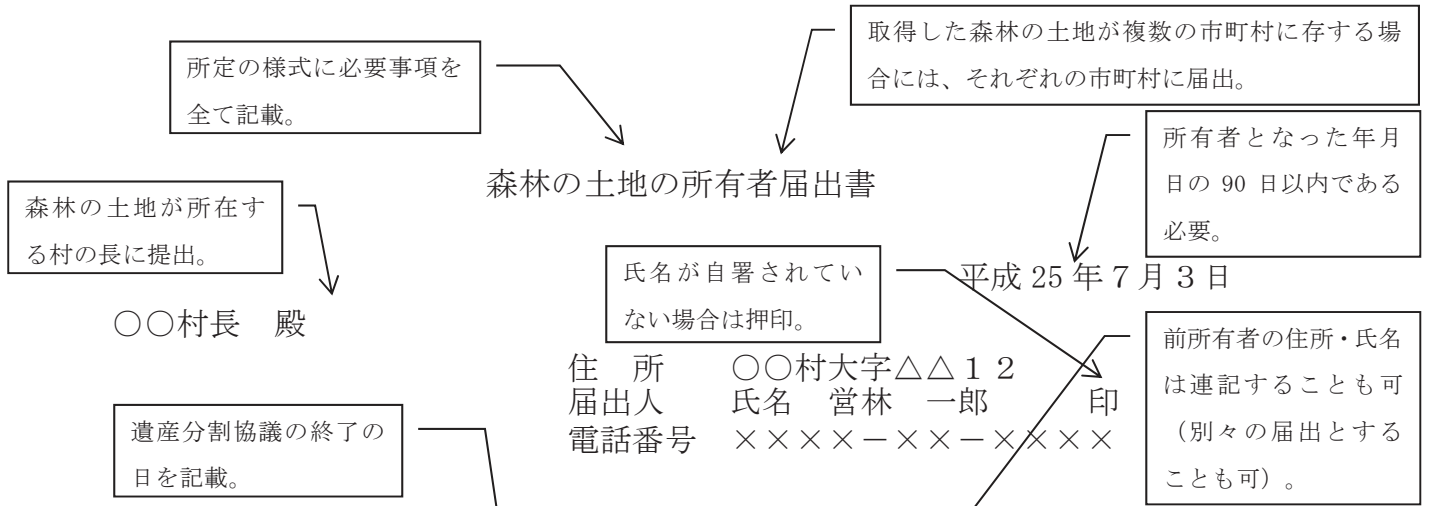 取得した森林の土地が複数の市町村に存する場
合には、それぞれの市町村に届出。
所定の様式に必要事項を
全て記載。
所有者となった年月
日の 90 日以内である
必要。
森林の土地の所有者届出書
森林の土地が所在す
る村の長に提出。
氏名が自署されてい
ない場合は押印。
平成 25 年７月３日
○○村長　殿
前所有者の住所・氏名
は連記することも可
（別々の届出とする
ことも可）。
住　所　　○○村大字△△１２
届出人　　氏名　営林　一郎　　　印
電話番号　××××－××－××××
遺産分割協議の終了の
日を記載。